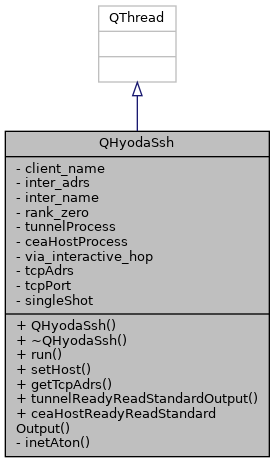 QThread
QHyodaSsh
- client_name
- inter_adrs
- inter_name
- rank_zero
- tunnelProcess
- ceaHostProcess
- via_interactive_hop
- tcpAdrs
- tcpPort
- singleShot
+ QHyodaSsh()
+ ~QHyodaSsh()
+ run()
+ setHost()
+ getTcpAdrs()
+ tunnelReadyReadStandardOutput()
+ ceaHostReadyReadStandard
Output()
- inetAton()